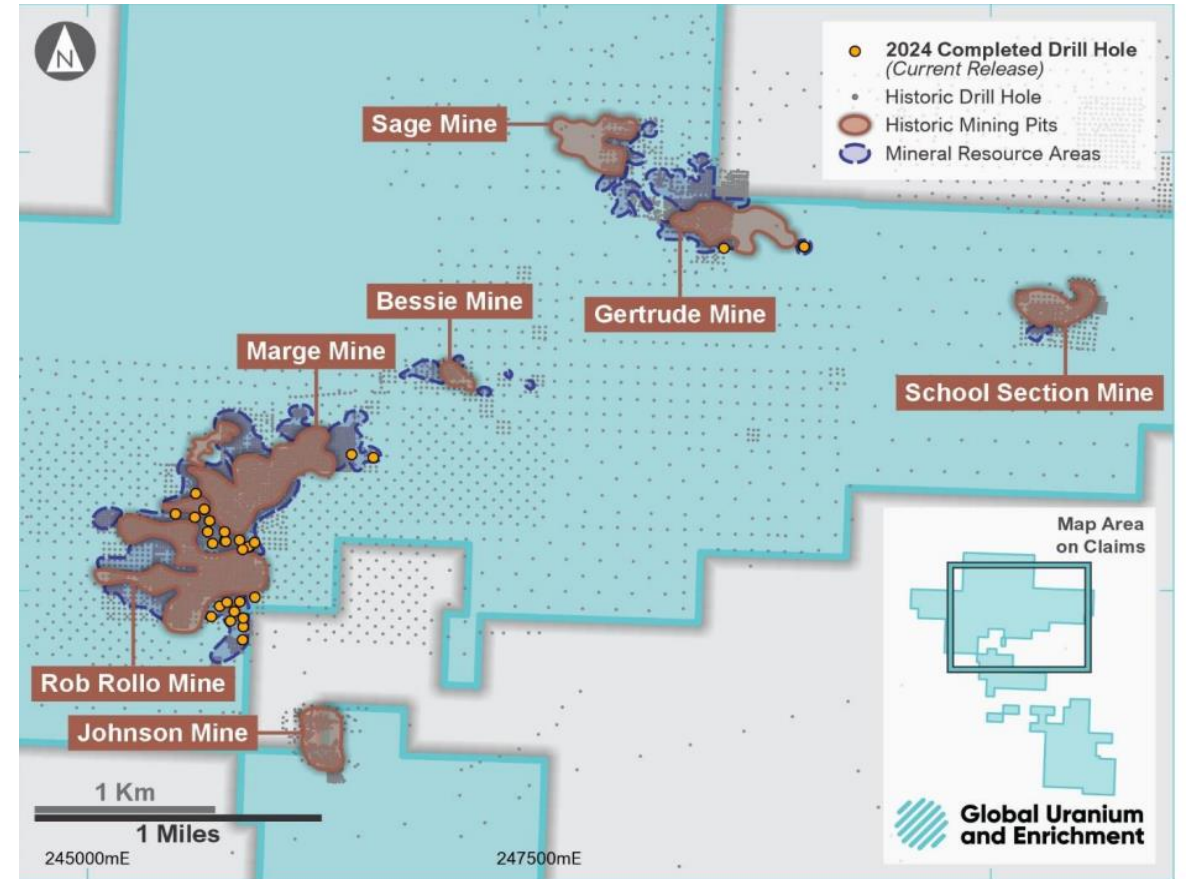 N
2024 Completed Drill Hole
(Current Release)
Historic Drill Hole
Historic Mining Pits
Mineral Resource Areas
Sage Mine
Bessie Mine
Gertrude Mine
Marge Mine
School Section Mine
Map Area
on Claims
Rob Rollo Mine
Johnson Mine
1 Km
1 Miles
245000mE
247500mE
Global Uranium
and Enrichment